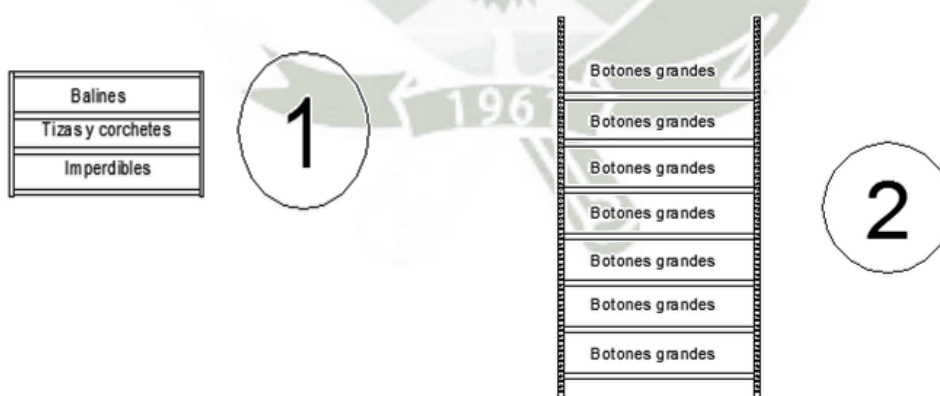 Balines
Tizas y corchetes
Imperdibles
1
196
Botones grandes
Botones grandes
Botones grandes
Botones grandes
Botones grandes
Botones grandes
Botones grandes
2